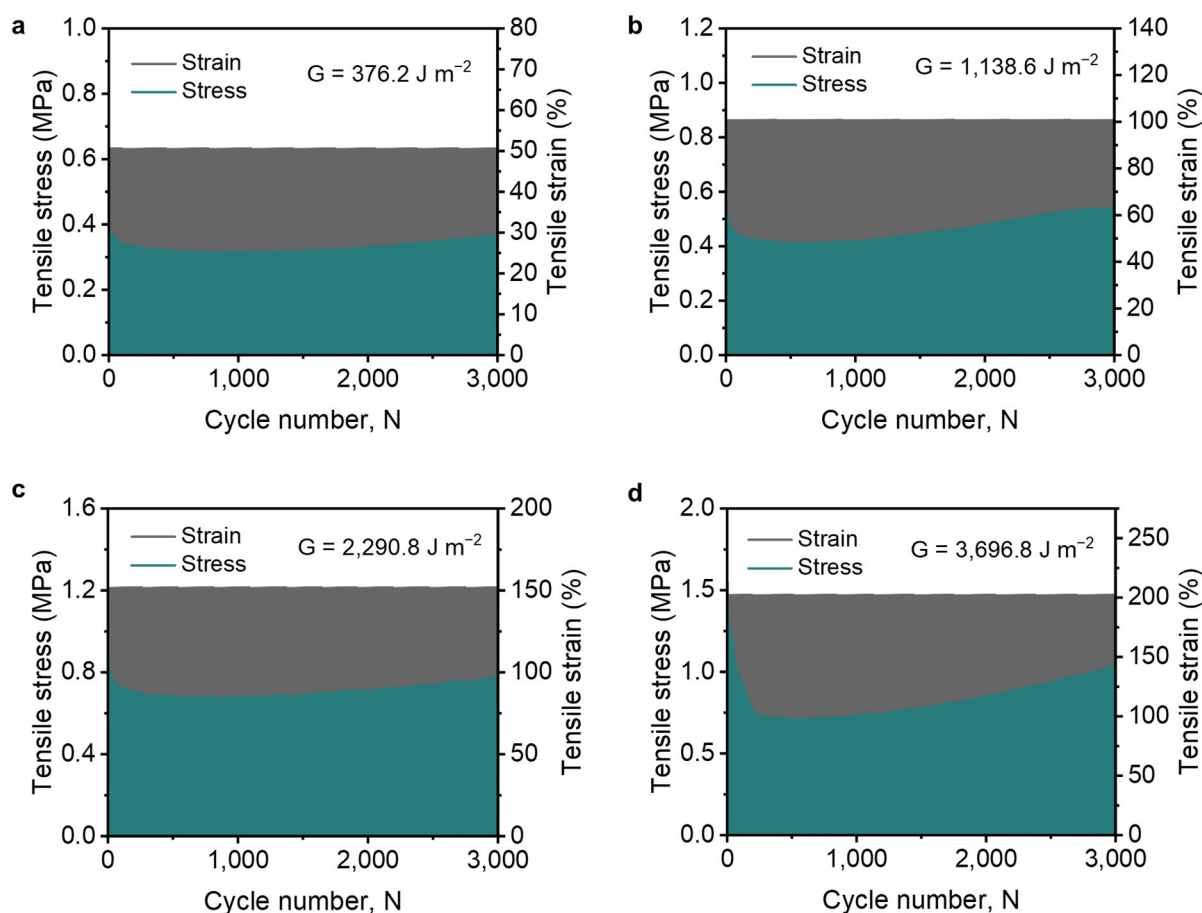 a
1.0
0.8
0.6
0.4
0.2
0.0
Tensile stress (MPa)
Strain
Stress
G = 376.2 J m⁻²
80
70
60
50
40
30
20
10
0
Tensile strain (%)
0 1,000 2,000 3,000
Cycle number, N
b
1.2
1.0
0.8
0.6
0.4
0.2
0.0
Tensile stress (MPa)
Strain
Stress
G = 1,138.6 J m⁻²
140
120
100
80
60
40
20
0
Tensile strain (%)
0 1,000 2,000 3,000
Cycle number, N
c
1.6
1.2
0.8
0.4
0.0
Tensile stress (MPa)
Strain
Stress
G = 2,290.8 J m⁻²
200
150
100
50
0
Tensile strain (%)
0 1,000 2,000 3,000
Cycle number, N
d
2.0
1.5
1.0
0.5
0.0
Tensile stress (MPa)
Strain
Stress
G = 3,696.8 J m⁻²
250
200
150
100
50
0
Tensile strain (%)
0 1,000 2,000 3,000
Cycle number, N